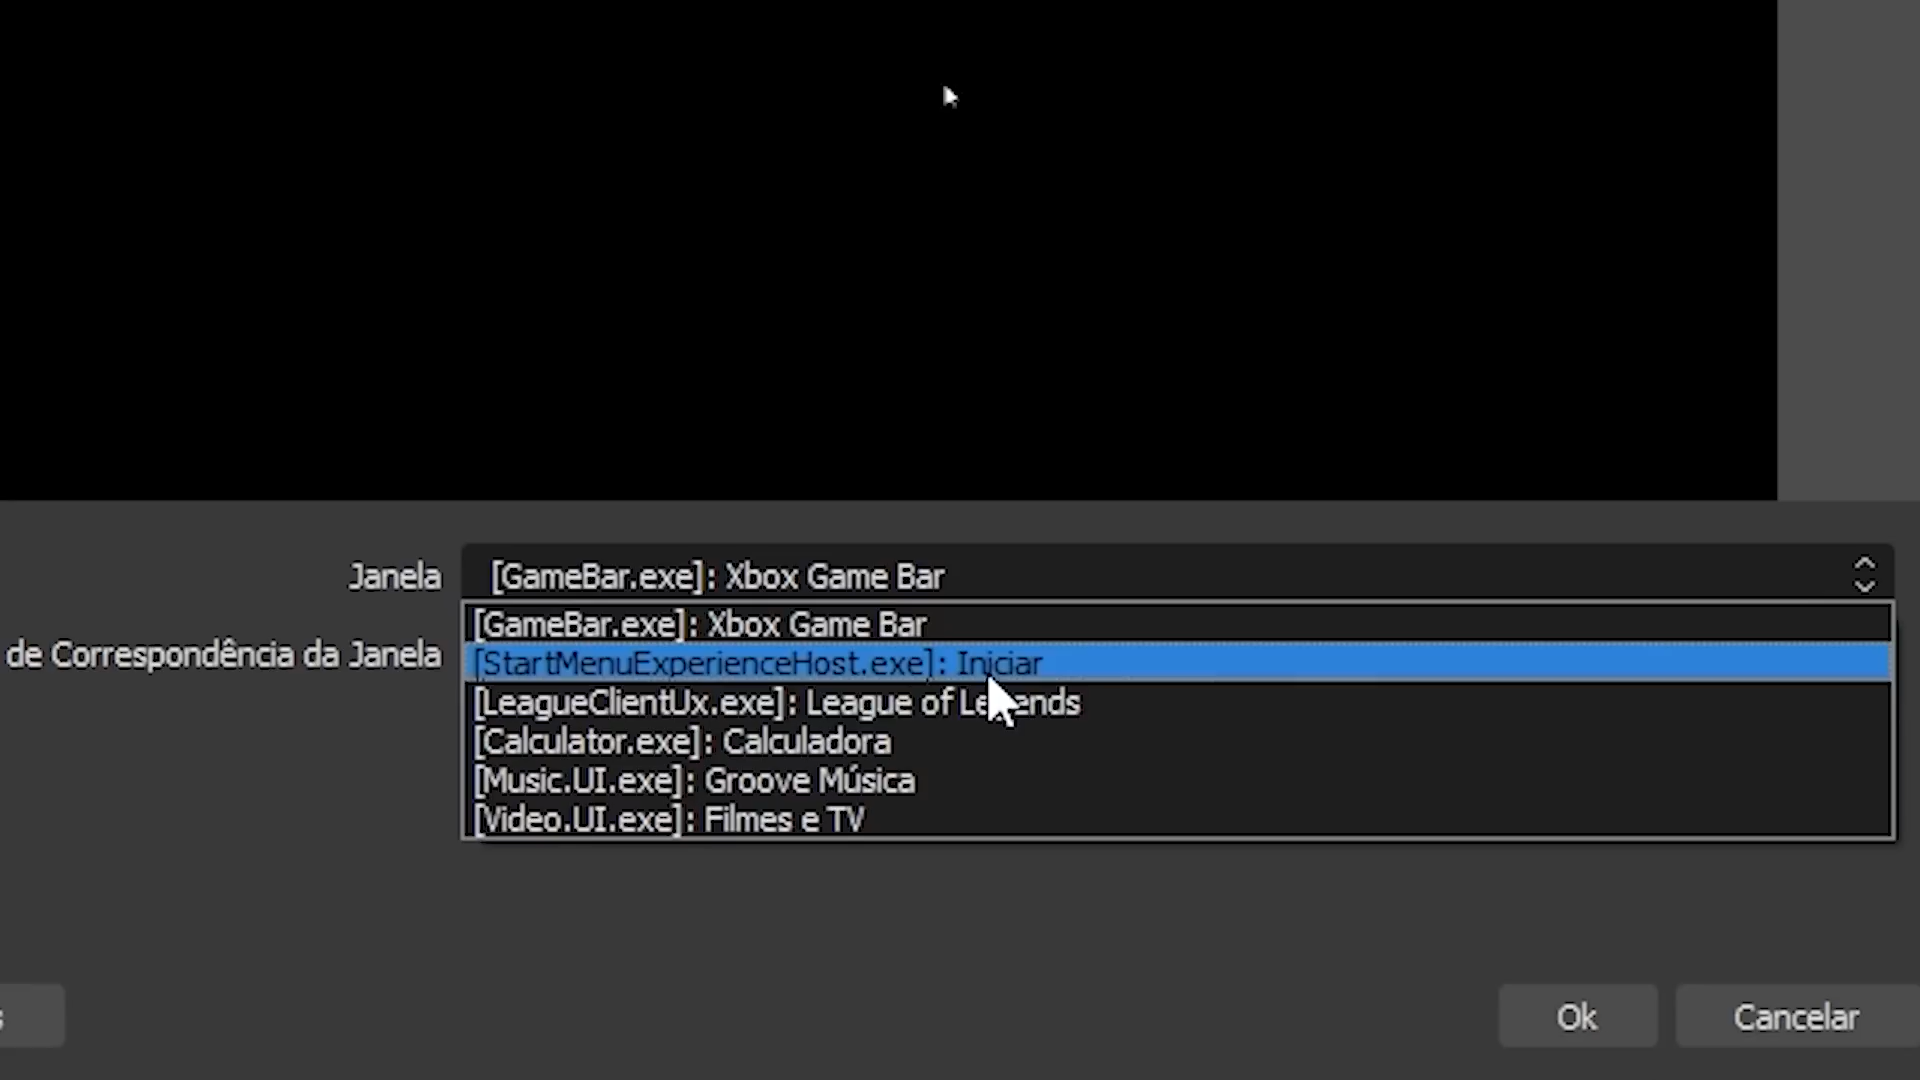 Janela
[GameBar.exe]: Xbox Game Bar
[GameBar.exe]: Xbox Game Bar
de Correspondência da Janela
[StartMenuExperienceHost.exe]: Iniciar
[LeagueClientUx.exe]: League of Legends
[Calculator.exe]: Calculadora
[Music.UI.exe]: Groove Música
[Video.UI.exe]: Filmes e TV
Ok
Cancelar